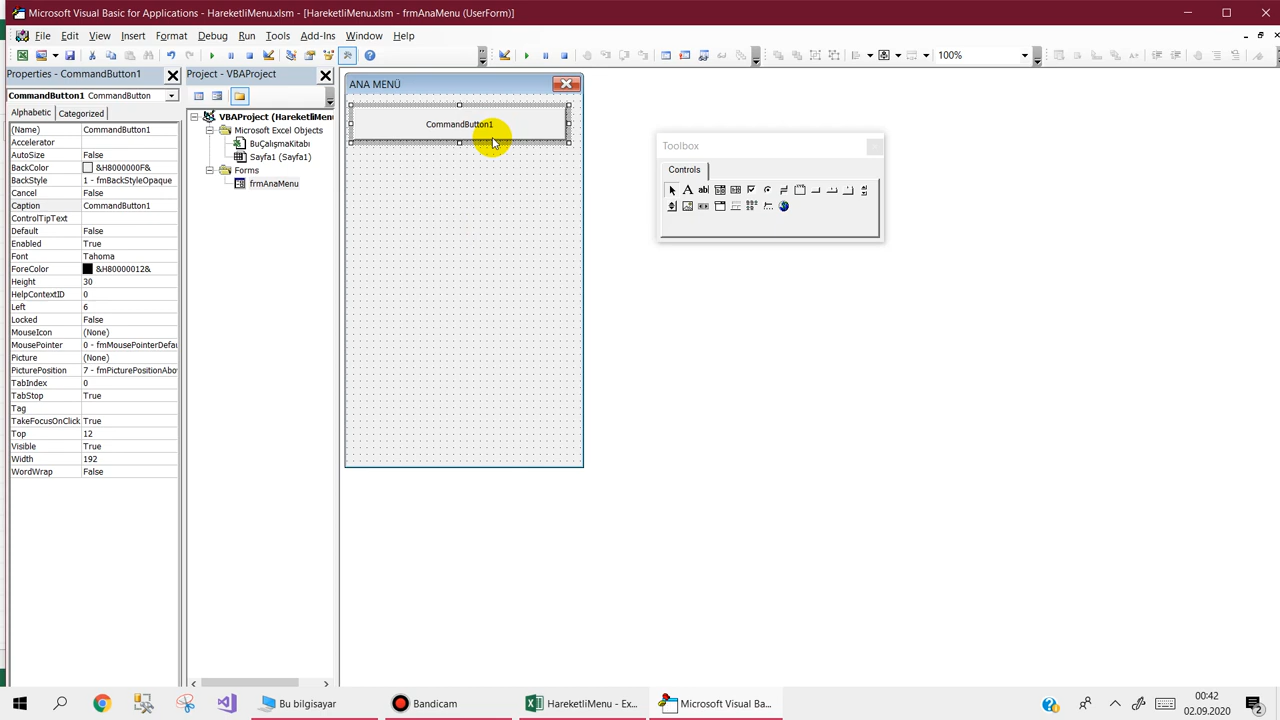 Microsoft Visual Basic for Applications - HareketliMenu.xlsm - [HareketliMenu.xlsm - frmAnaMenu (UserForm)]
File Edit View Insert Format Debug Run Tools Add-Ins Window Help
100%
Properties - CommandButton1
CommandButton1 CommandButton
Alphabetic Categorized
(Name) CommandButton1
Accelerator
AutoSize False
BackColor &H8000000F&
BackStyle 1 - fmBackStyleOpaque
Cancel False
Caption CommandButton1
ControlTipText
Default False
Enabled True
Font Tahoma
ForeColor &H80000012&
Height 30
HelpContextID 0
Left 6
Locked False
MouseIcon (None)
MousePointer 0 - fmMousePointerDefau
Picture (None)
PicturePosition 7 - fmPicturePositionAbov
TabIndex 0
TabStop True
Tag
TakeFocusOnClick True
Top 12
Visible True
Width 192
WordWrap False
Project - VBAProject
VBAProject (HareketliMenu
Microsoft Excel Objects
BuÇalışmaKitabı
Sayfa1 (Sayfa1)
Forms
frmAnaMenu
ANA MENÜ
CommandButton1
Toolbox
Controls
A ab|
Bu bilgisayar
Bandicam
HareketliMenu - Ex...
Microsoft Visual Ba...
00:42
02.09.2020
2